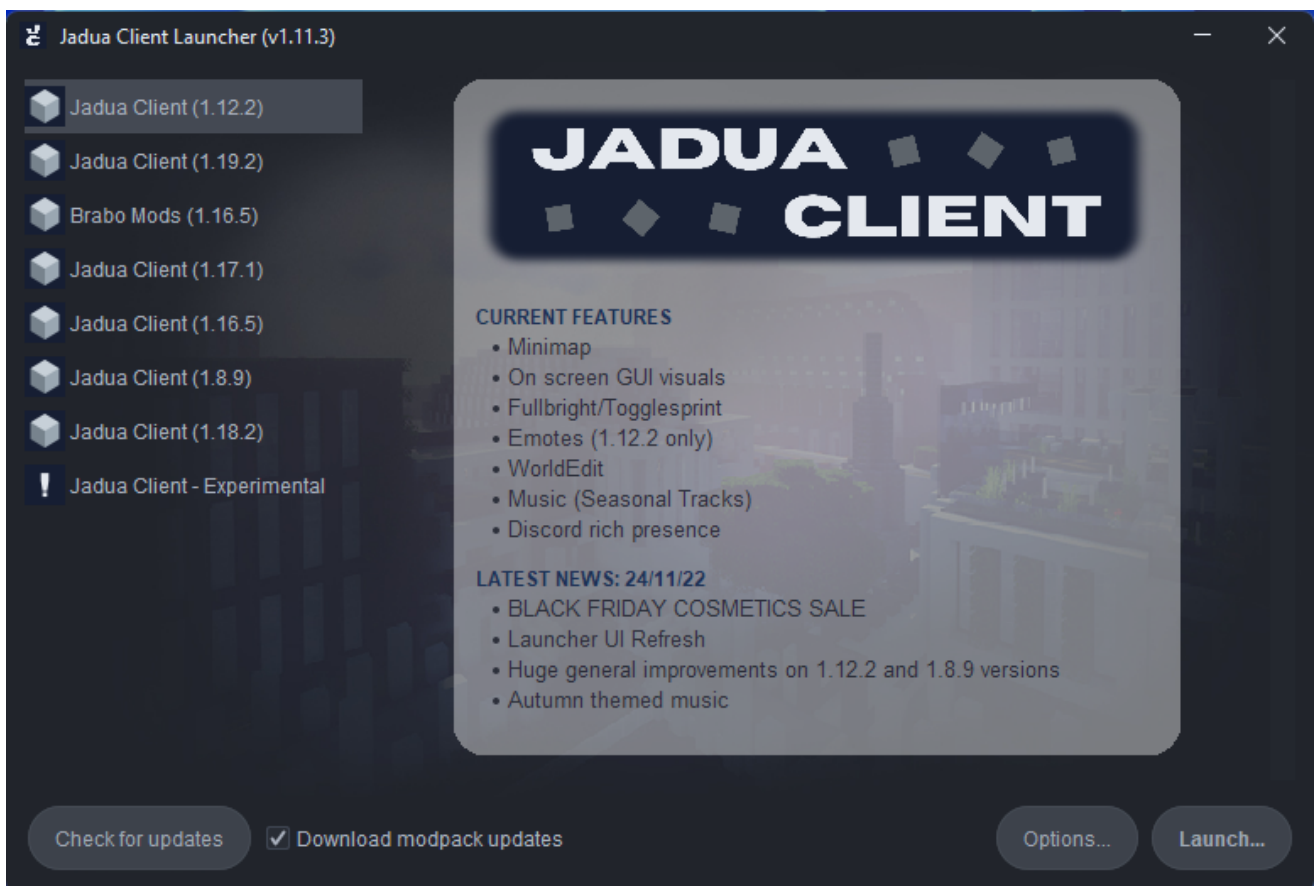 Jadua Client Launcher (v1.11.3)
Jadua Client (1.12.2)
Jadua Client (1.19.2)
Brabo Mods (1.16.5)
Jadua Client (1.17.1)
Jadua Client (1.16.5)
Jadua Client (1.8.9)
Jadua Client (1.18.2)
Jadua Client - Experimental
JADUA
CLIENT
CURRENT FEATURES
• Minimap
• On screen GUI visuals
• Fullbright/Togglesprint
• Emotes (1.12.2 only)
• WorldEdit
• Music (Seasonal Tracks)
• Discord rich presence
LATEST NEWS: 24/11/22
• BLACK FRIDAY COSMETICS SALE
• Launcher UI Refresh
• Huge general improvements on 1.12.2 and 1.8.9 versions
• Autumn themed music
Check for updates
Download modpack updates
Options...
Launch...